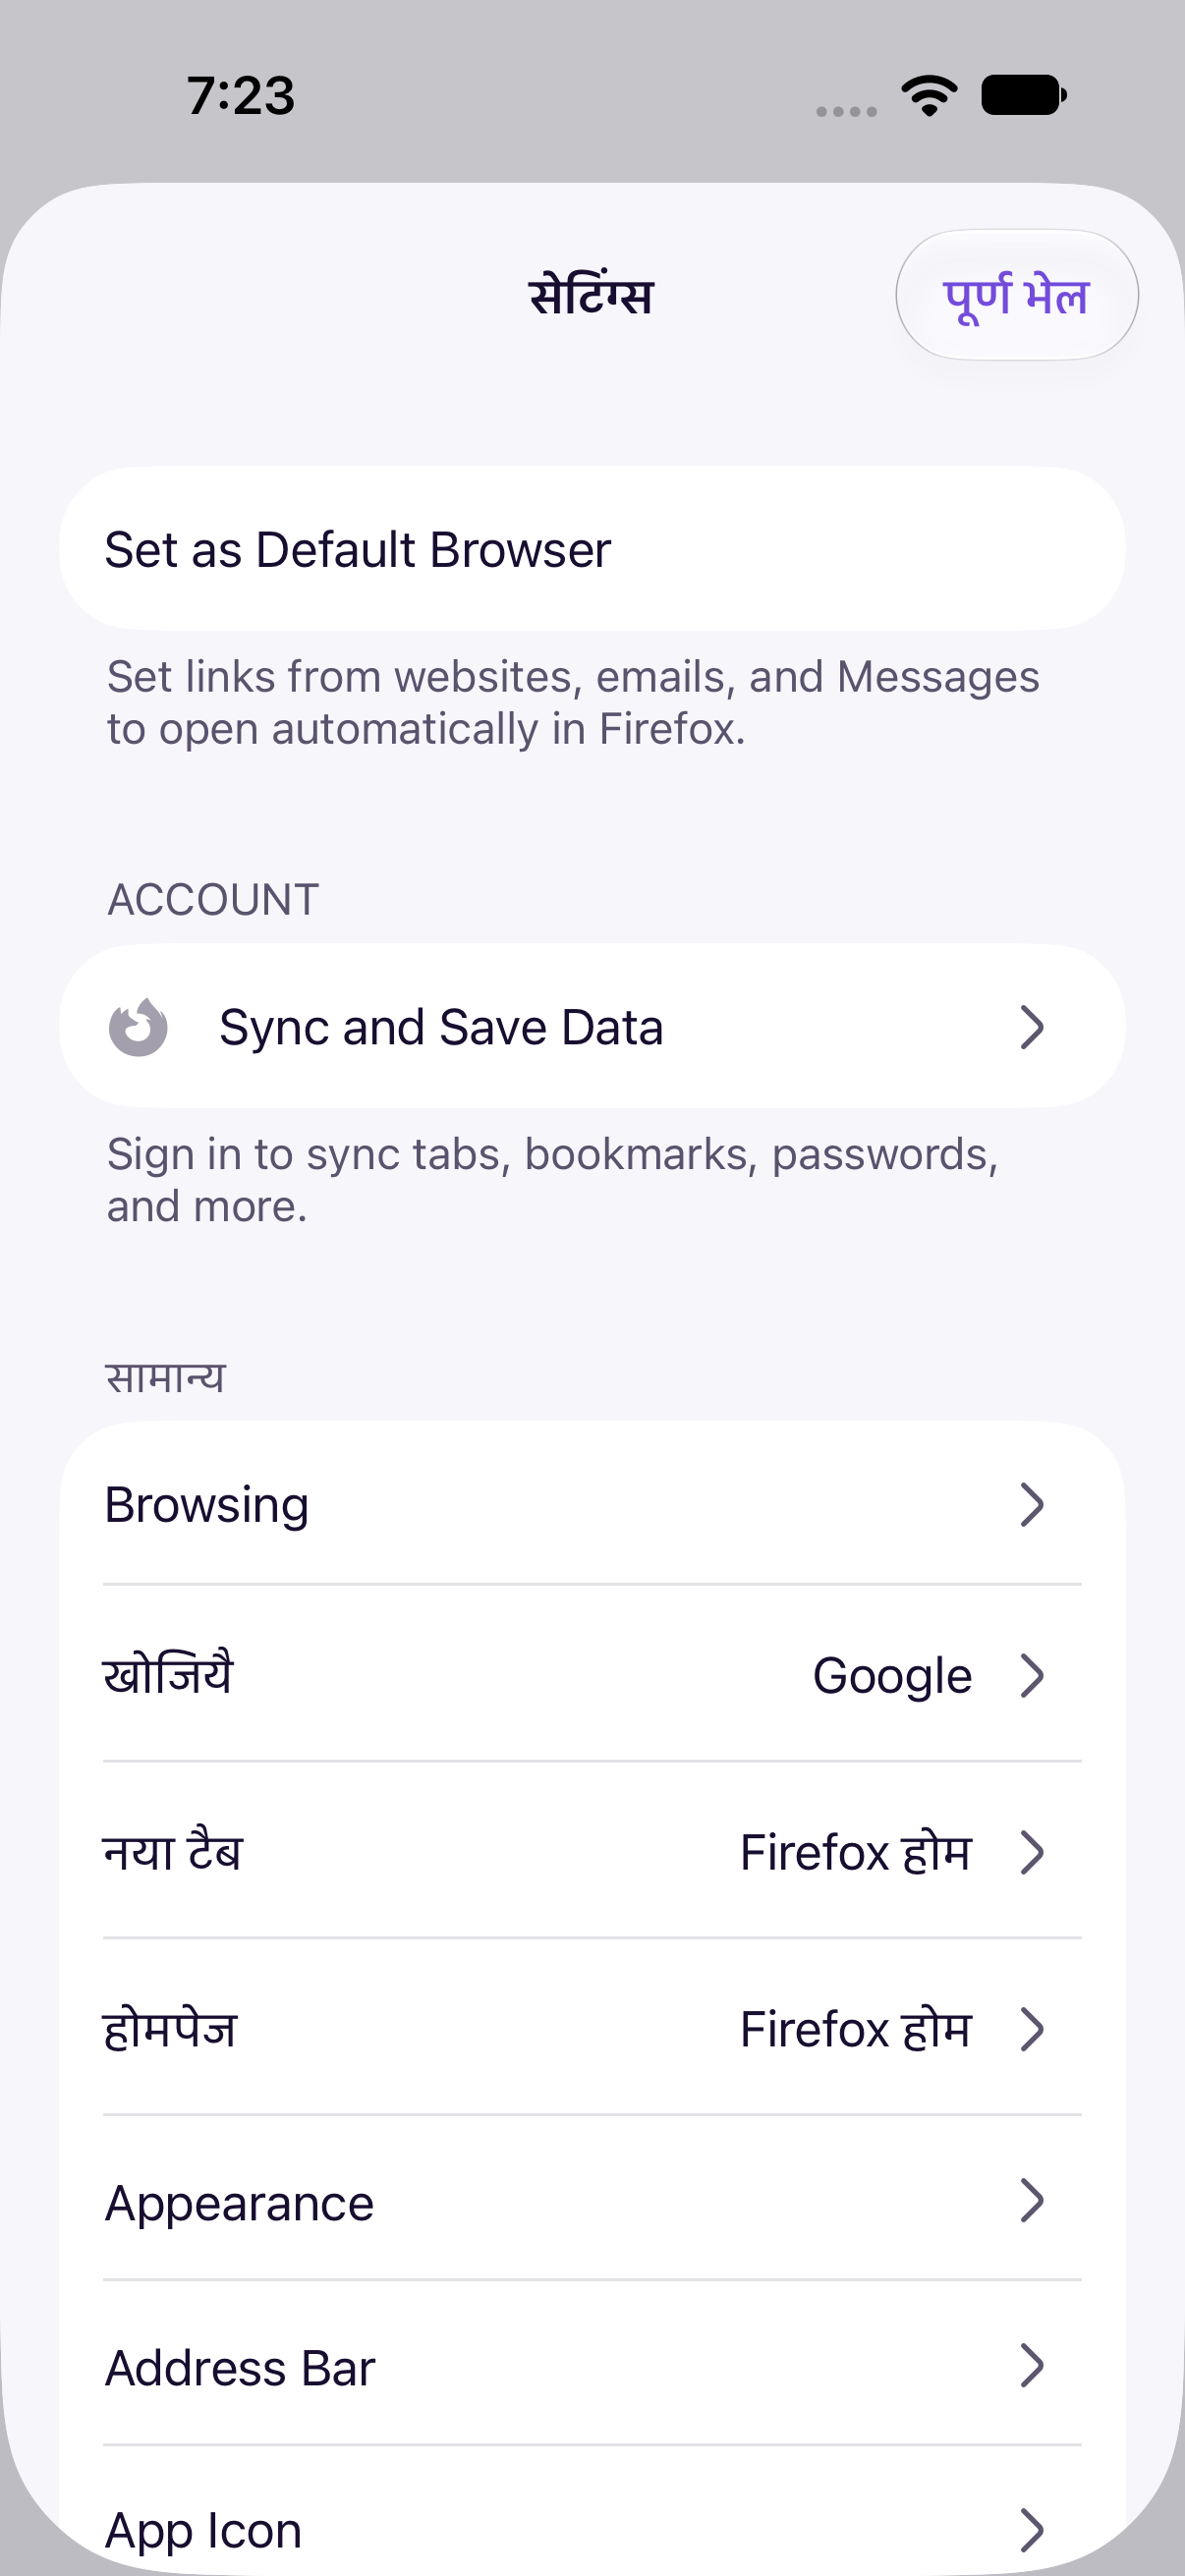 7:23
सेटिंग्स
पूर्ण भेल
Set as Default Browser
Set links from websites, emails, and Messages
to open automatically in Firefox.
ACCOUNT
Sync and Save Data
Sign in to sync tabs, bookmarks, passwords,
and more.
सामान्य
Browsing
खोजियै Google
नया टैब Firefox होम
होमपेज Firefox होम
Appearance
Address Bar
App Icon